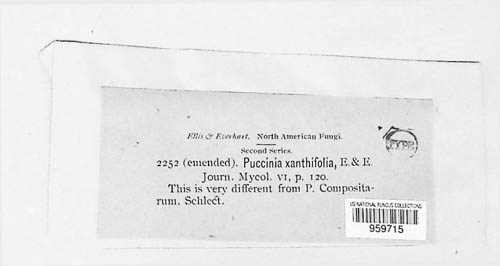 Ellis & Everhart. North American Fungi.
Second Series.
2252 (emended). Puccinia xanthifolia, E. & E.
Journ. Mycol. VI, p. 120.
This is very different from P. Composita-
rum, Schlect.
TYPE
US NATIONAL FUNGUS COLLECTIONS
959715